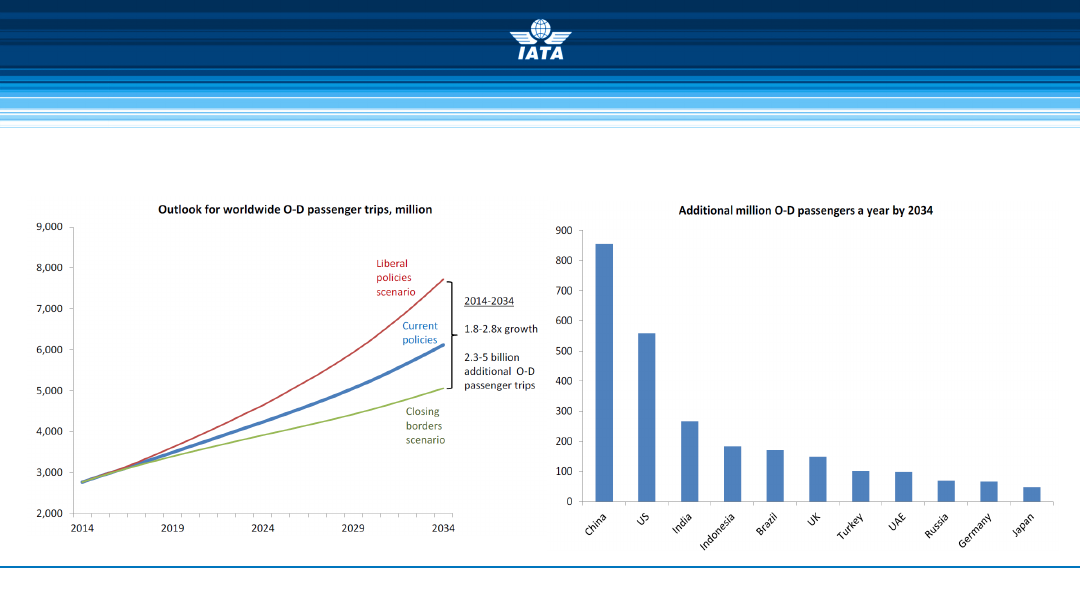 IATA
Outlook for worldwide O-D passenger trips, million
9,000
8,000
7,000
6,000
5,000
4,000
3,000
2,000
2014
2019
2024
2029
2034
Liberal
policies
scenario
Current
policies
Closing
borders
scenario
2014-2034
1.8-2.8x growth
2.3-5 billion
additional O-D
passenger trips
Additional million O-D passengers a year by 2034
900
800
700
600
500
400
300
200
100
0
China
US
India
Indonesia
Brazil
UK
Turkey
UAE
Russia
Germany
Japan